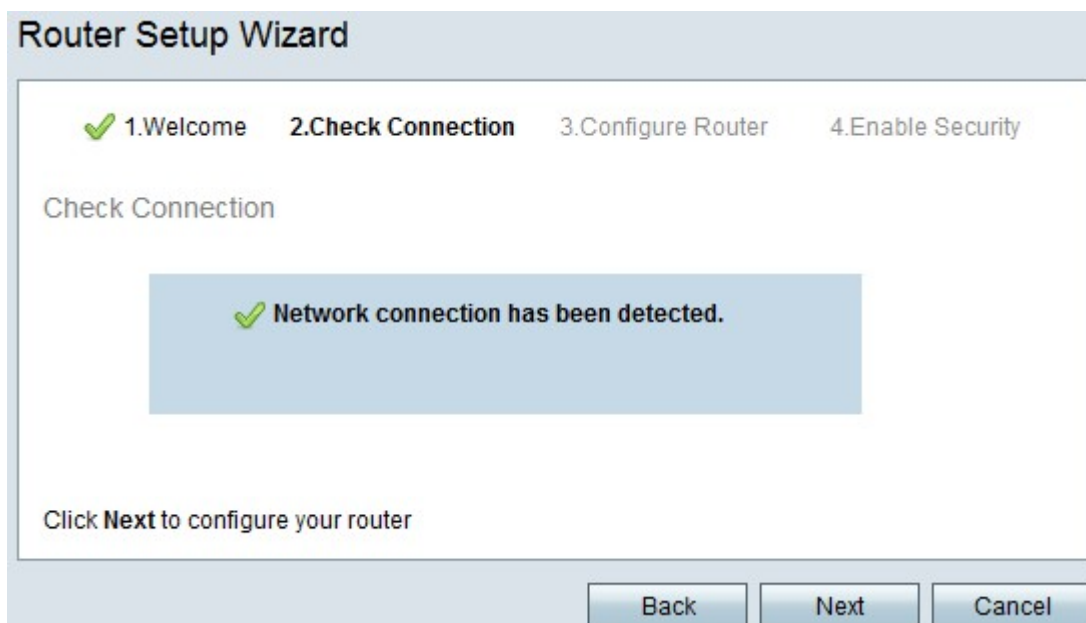 Router Setup Wizard
1.Welcome 2.Check Connection 3.Configure Router 4.Enable Security
Check Connection
Network connection has been detected.
Click Next to configure your router
Back Next Cancel